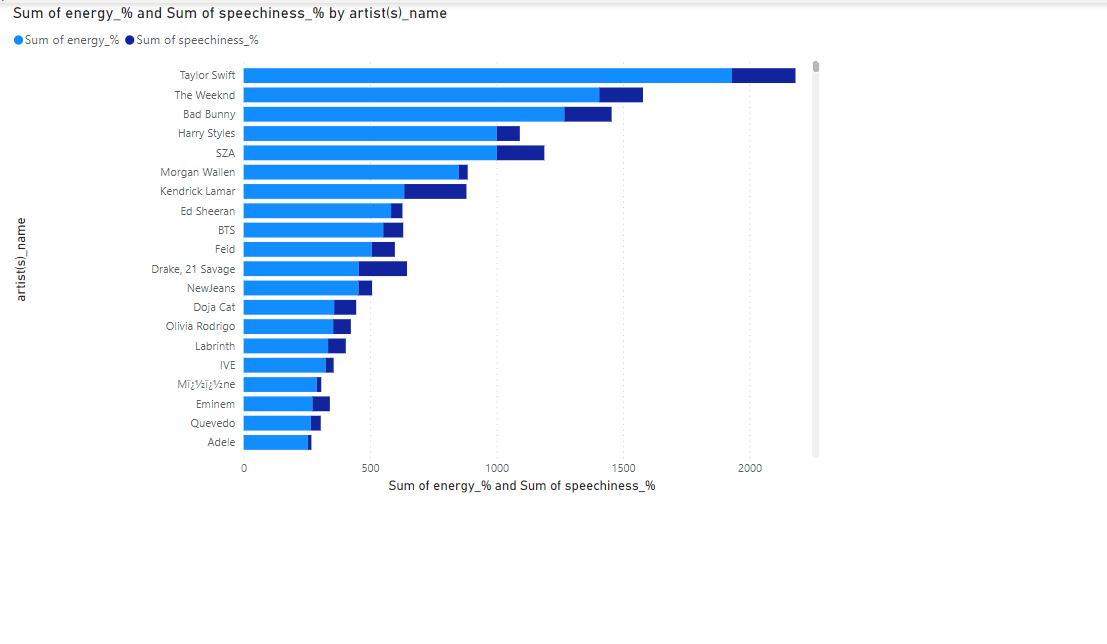 Sum of energy_% and Sum of speechiness_% by artist(s)_name
Sum of energy_% Sum of speechiness_%
artist(s)_name
Taylor Swift
The Weeknd
Bad Bunny
Harry Styles
SZA
Morgan Wallen
Kendrick Lamar
Ed Sheeran
BTS
Feid
Drake, 21 Savage
NewJeans
Doja Cat
Olivia Rodrigo
Labrinth
IVE
Mï¿½ï¿½ne
Eminem
Quevedo
Adele
0 500 1000 1500 2000
Sum of energy_% and Sum of speechiness_%